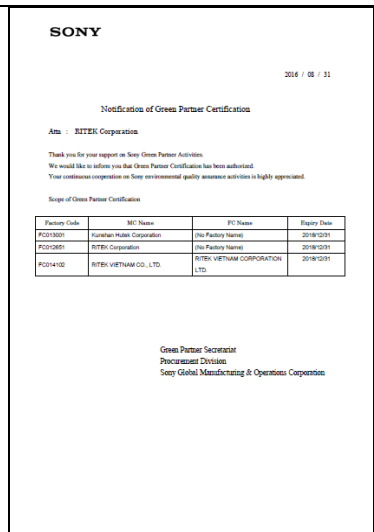 SONY
2016 / 08 / 31
Notification of Green Partner Certification
Attn : RITEK Corporation
Thank you for your support on Sony Green Partner Activities.
We would like to inform you that Green Partner Certification has been authorized.
Your continuous cooperation on Sony environmental quality assurance activities is highly appreciated.
Scope of Green Partner Certification
Factory Code MC Name FC Name Expiry Date
FC013001 Kunshan Hutek Corporation (No Factory Name) 2018/12/31
FC012651 RITEK Corporation (No Factory Name) 2018/12/31
FC014102 RITEK VIETNAM CO., LTD. RITEK VIETNAM CORPORATION LTD. 2018/12/31
Green Partner Secretariat
Procurement Division
Sony Global Manufacturing & Operations Corporation